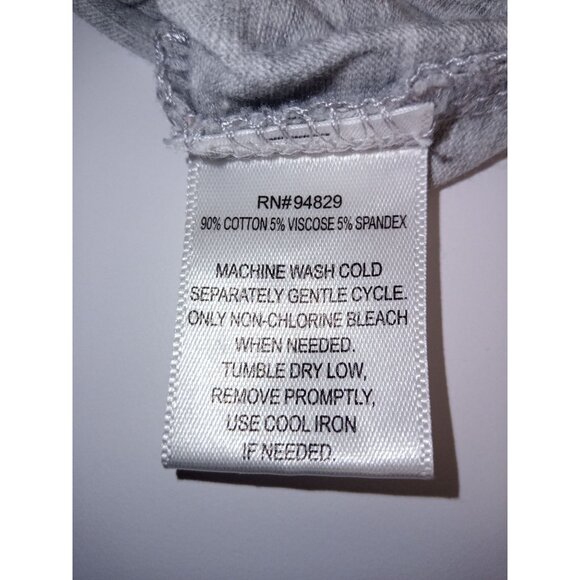 RN#94829
90% COTTON 5% VISCOSE 5% SPANDEX
MACHINE WASH COLD
SEPARATELY GENTLE CYCLE.
ONLY NON-CHLORINE BLEACH
WHEN NEEDED.
TUMBLE DRY LOW,
REMOVE PROMPTLY,
USE COOL IRON
IF NEEDED.